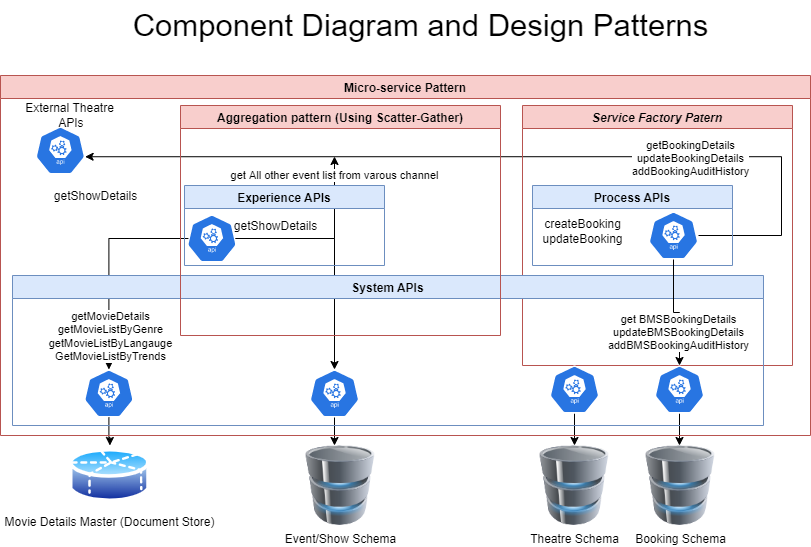 Component Diagram and Design Patterns
Micro-service Pattern
External Theatre
APIs
api
getShowDetails
Aggregation pattern (Using Scatter-Gather)
Service Factory Patern
getBookingDetails
updateBookingDetails
addBookingAuditHistory
get All other event list from varous channel
Experience APIs
getShowDetails
api
Process APIs
createBooking
updateBooking
api
System APIs
getMovieDetails
getMovieListByGenre
getMovieListByLangauge
GetMovieListByTrends
get BMSBookingDetails
updateBMSBookingDetails
addBMSBookingAuditHistory
api
api
api
api
Movie Details Master (Document Store)
Event/Show Schema
Theatre Schema
Booking Schema